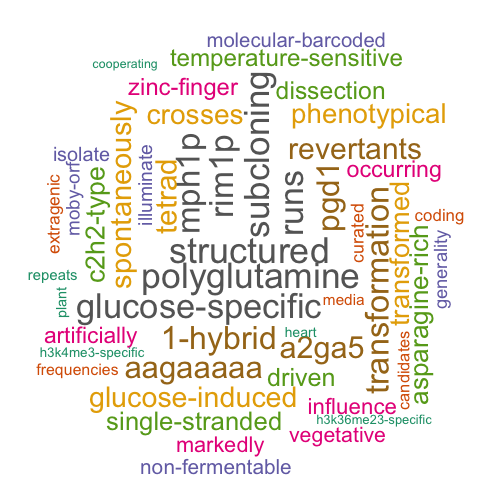 molecular-barcoded
cooperating
temperature-sensitive
zinc-finger
dissection
crosses
phenotypical
spontaneously
mph1p
rim1p
subcloning
runs
revertants
isolate
illuminate
tetrad
pgd1
occurring
moby-orf
extragenic
c2h2-type
curated
transformation
transformed
coding
generality
asparagine-rich
structured
polyglutamine
repeats
plant
glucose-specific
media
candidates
artificially
1-hybrid
heart
a2ga5
h3k4me3-specific
frequencies
aagaaaaa
driven
glucose-induced
influence
single-stranded
h3k36me23-specific
markedly
vegetative
non-fermentable